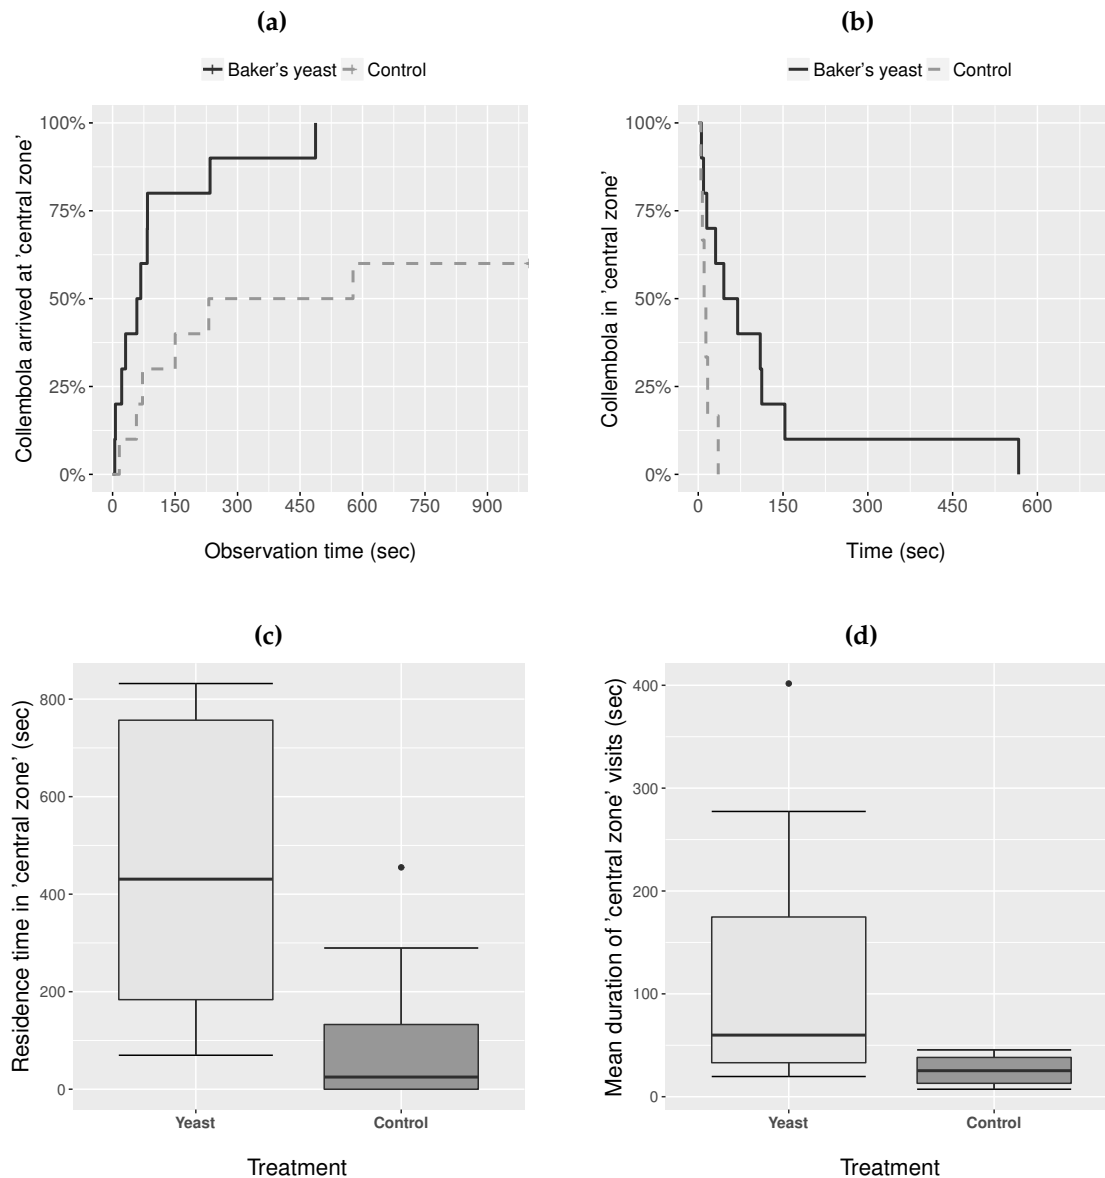 (a)
Baker's yeast Control
Collembola arrived at 'central zone'
100%
75%
50%
25%
0%
0 150 300 450 600 750 900
Observation time (sec)
(b)
Baker's yeast Control
Collembola in 'central zone'
100%
75%
50%
25%
0%
0 150 300 450 600
Time (sec)
(c)
Residence time in 'central zone' (sec)
800
600
400
200
0
Yeast Control
Treatment
(d)
Mean duration of 'central zone' visits (sec)
400
300
200
100
0
Yeast Control
Treatment